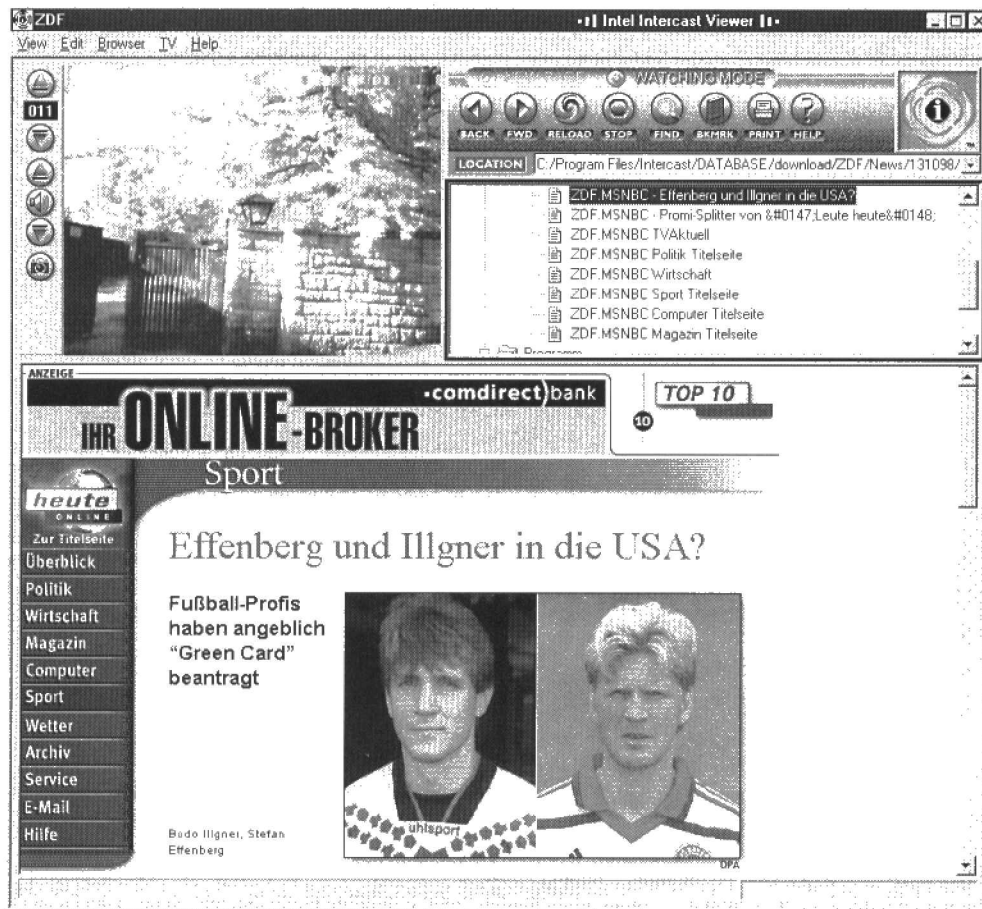 ZDF
Intel Intercast Viewer
View Edit Browser TV Help
011
WATCHING MODE
BACK FWD RELOAD STOP FIND BKMRK PRINT HELP
LOCATION C:/Program Files/Intercast/DATABASE/download/ZDF/News/131098/
ZDF.MSNBC - Effenberg und Illgner in die USA?
ZDF.MSNBC - Promi-Splitter von &#0147;Leute heute&#0148;
ZDF.MSNBC TVAktuell
ZDF.MSNBC Politik Titelseite
ZDF.MSNBC Wirtschaft
ZDF.MSNBC Sport Titelseite
ZDF.MSNBC Computer Titelseite
ZDF.MSNBC Magazin Titelseite
Programm
ANZEIGE
comdirect)bank
IHR ONLINE-BROKER
TOP 10
10
Sport
heute
ONLINE
Zur Titelseite
Überblick
Politik
Wirtschaft
Magazin
Computer
Sport
Wetter
Archiv
Service
E-Mail
Hilfe
Effenberg und Illgner in die USA?
Fußball-Profis
haben angeblich
“Green Card”
beantragt
uhlsport
Bodo Illgner, Stefan
Effenberg
DPA